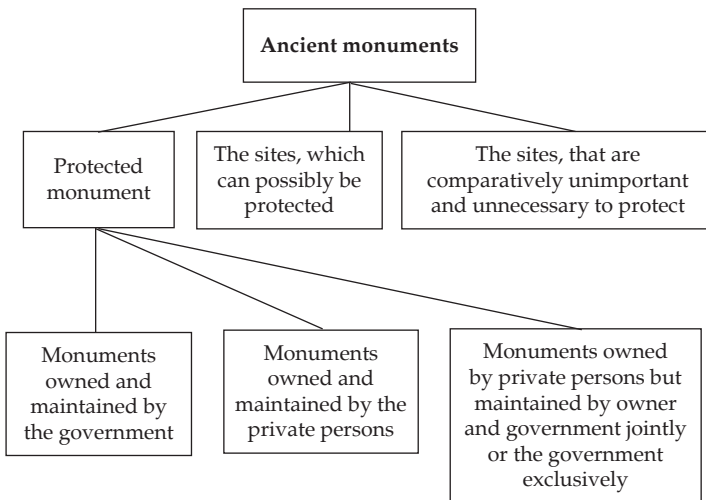 Ancient monuments
Protected
monument
The sites, which
can possibly be
protected
The sites, that are
comparatively unimportant
and unnecessary to protect
Monuments
owned and
maintained by
the government
Monuments
owned and
maintained by the
private persons
Monuments owned
by private persons but
maintained by owner
and government jointly
or the government
exclusively